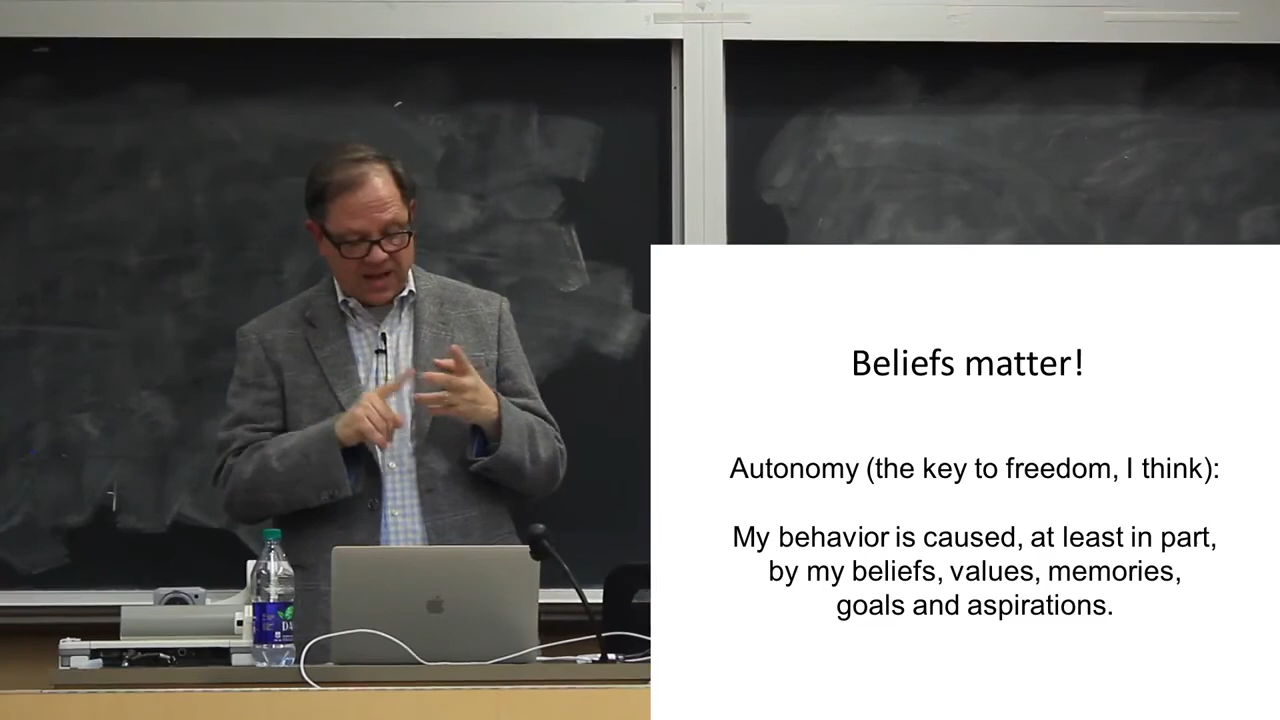 Beliefs matter!
Autonomy (the key to freedom, I think):
My behavior is caused, at least in part,
by my beliefs, values, memories,
goals and aspirations.